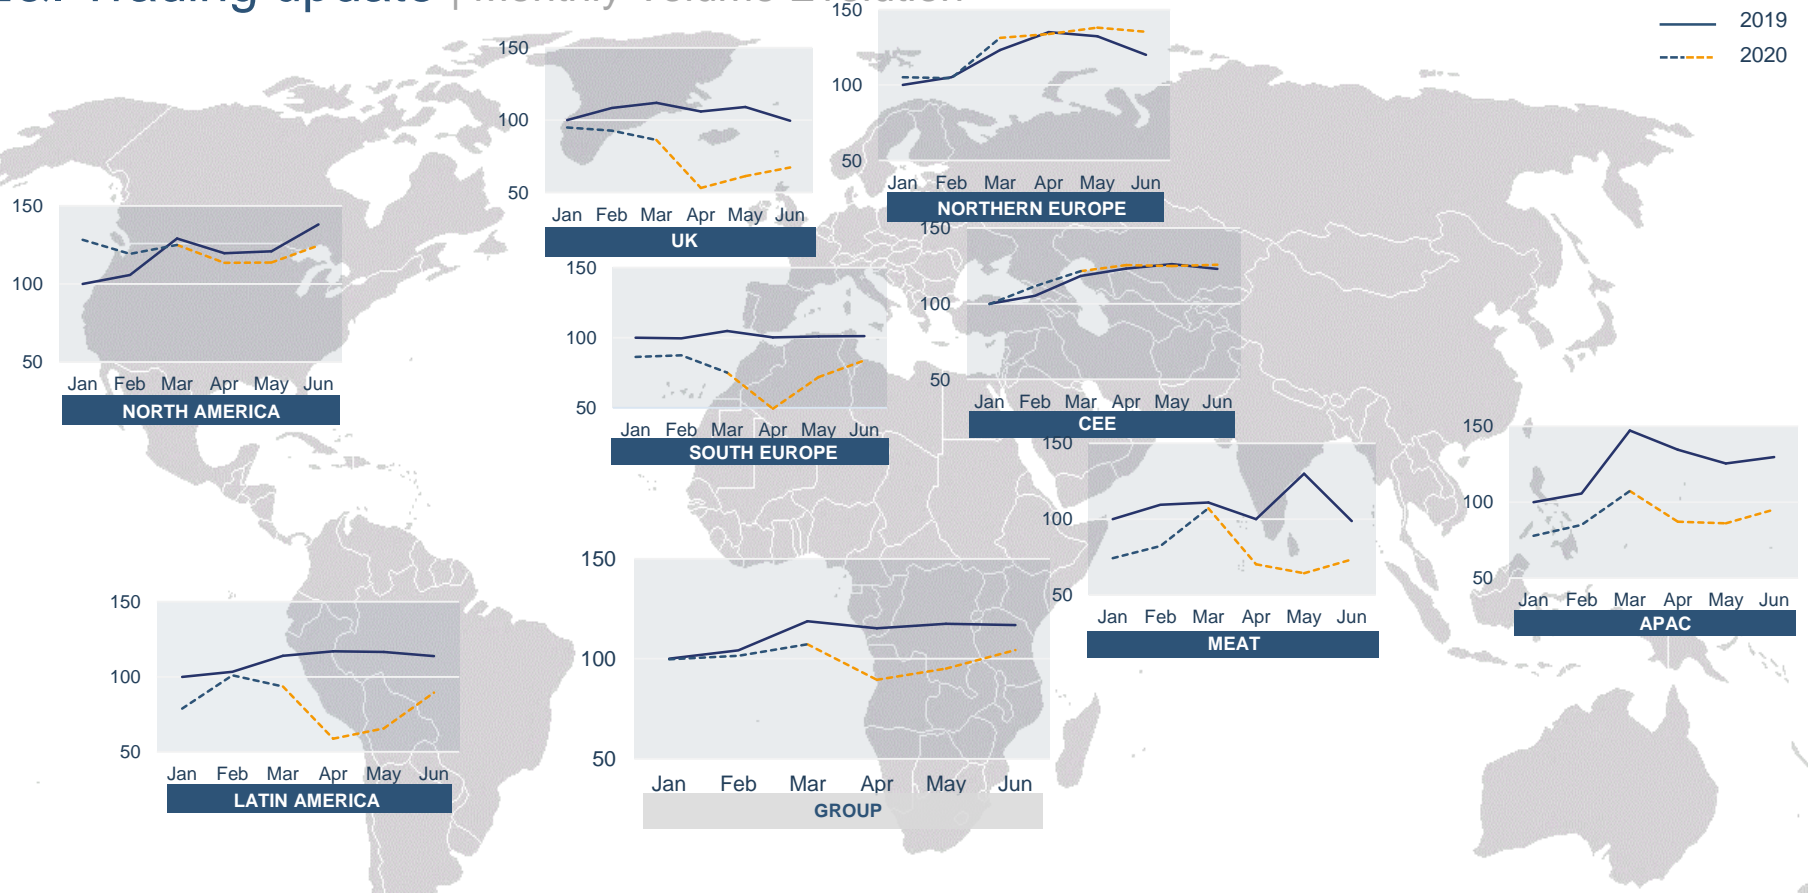 Trading update | Monthly Volume Evolution
2019
2020
150
100
50
Jan Feb Mar Apr May Jun
NORTHERN EUROPE
150
100
50
Jan Feb Mar Apr May Jun
UK
150
100
50
Jan Feb Mar Apr May Jun
NORTH AMERICA
150
100
50
Jan Feb Mar Apr May Jun
CEE
150
100
50
Jan Feb Mar Apr May Jun
SOUTH EUROPE
150
100
50
Jan Feb Mar Apr May Jun
APAC
150
100
50
Jan Feb Mar Apr May Jun
MEAT
150
100
50
Jan Feb Mar Apr May Jun
LATIN AMERICA
150
100
50
Jan Feb Mar Apr May Jun
GROUP